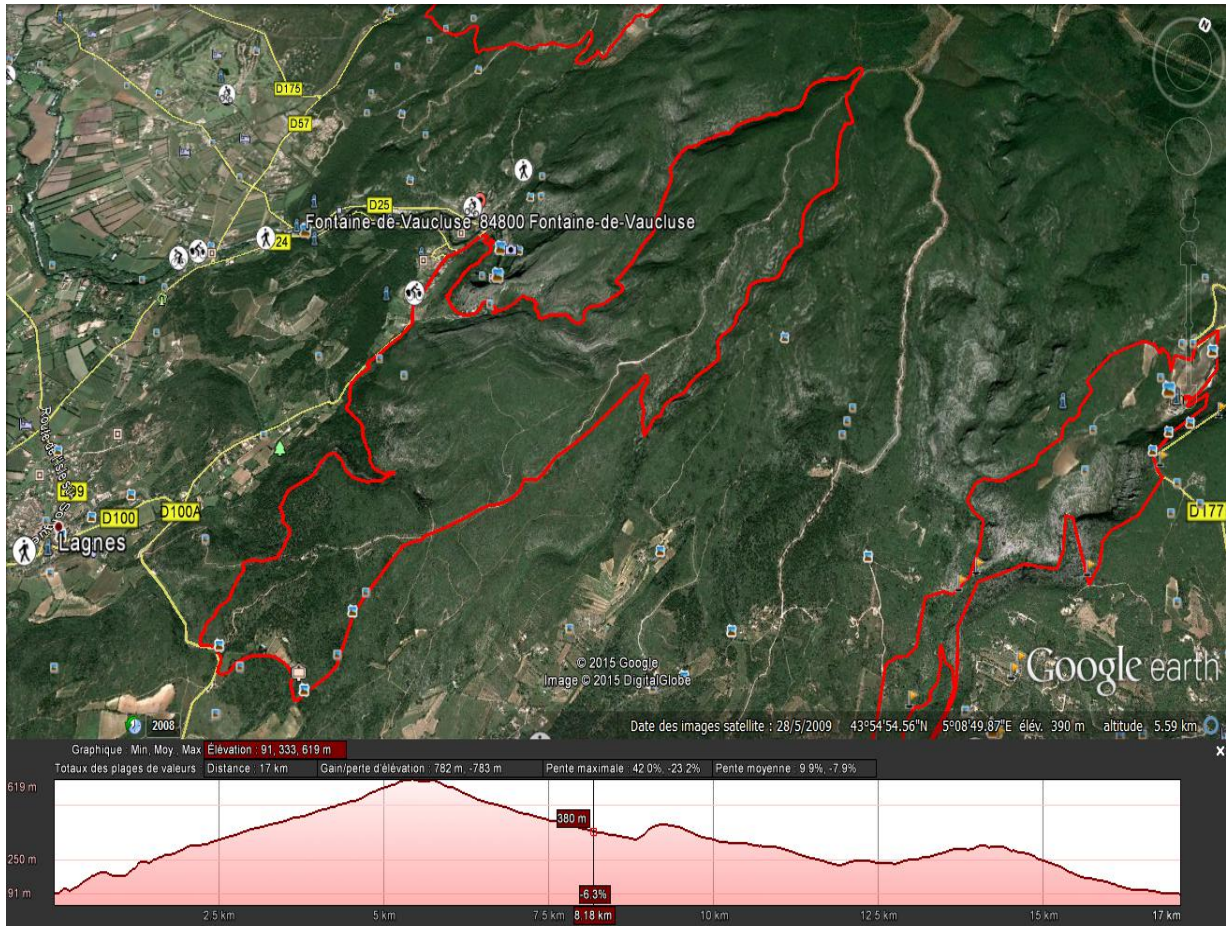 N
D175
D57
D25
Fontaine-de-Vaucluse 84800 Fontaine-de-Vaucluse
24
D100
D100A
Lagnes
D177
© 2015 Google
Image © 2015 DigitalGlobe
Google earth
2008
Date des images satellite : 28/5/2009 43°54'54.56"N 5°08'49.87"E élév. 390 m altitude 5.59 km
Graphique : Min, Moy., Max Élévation : 91, 333, 619 m
x
Totaux des plages de valeurs Distance : 17 km Gain/perte d'élévation : 782 m, -783 m Pente maximale : 42.0%, -23.2% Pente moyenne : 9.9%, -7.9%
619 m
380 m
250 m
91 m
-6.3%
2.5 km 5 km 7.5 km 8.18 km 10 km 12.5 km 15 km 17 km